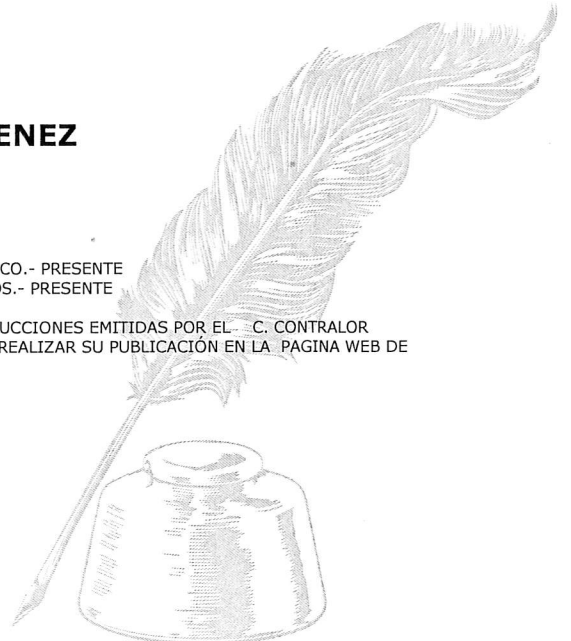 ENEZ
CO.- PRESENTE
OS.- PRESENTE
UCCIONES EMITIDAS POR EL C. CONTRALOR
REALIZAR SU PUBLICACIÓN EN LA PAGINA WEB DE